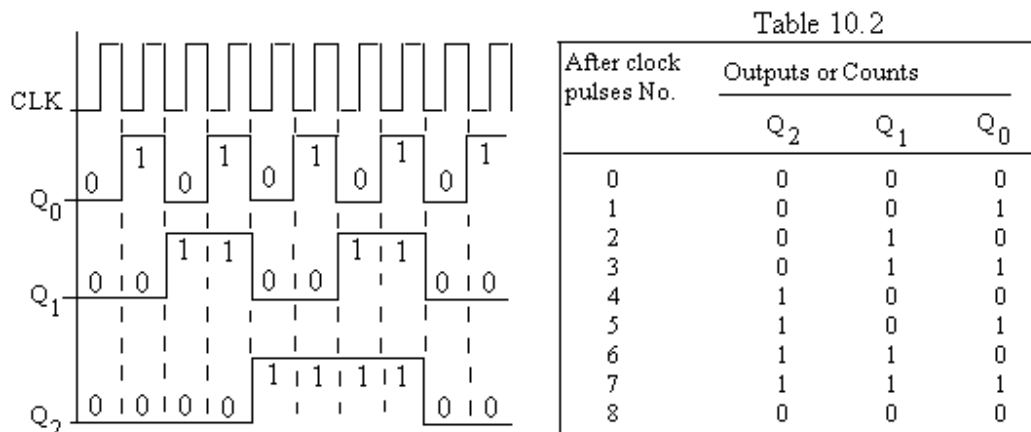 CLK
0 1 0 1 0 1 0 1 0 1
Q0
0 0 1 1 0 0 1 1 0 0
Q1
0 0 0 0 1 1 1 1 0 0
Q2
Table 10.2
After clock pulses No. Outputs or Counts
Q2 Q1 Q0
0 0 0 0
1 0 0 1
2 0 1 0
3 0 1 1
4 1 0 0
5 1 0 1
6 1 1 0
7 1 1 1
8 0 0 0